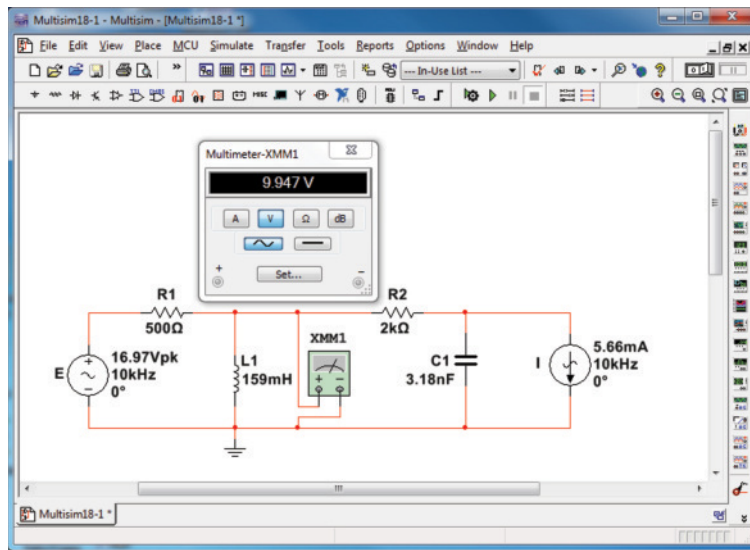 Multisim18-1 - Multisim - [Multisim18-1 *]
File Edit View Place MCU Simulate Transfer Tools Reports Options Window Help
--- In-Use List ---
Multimeter-XMM1
9.947 V
A V Ω dB
+ Set... −
R1
500Ω
R2
2kΩ
XMM1
+ −
E
+ −
16.97Vpk
10kHz
0°
L1
159mH
C1
3.18nF
I
5.66mA
10kHz
0°
Multisim18-1 *